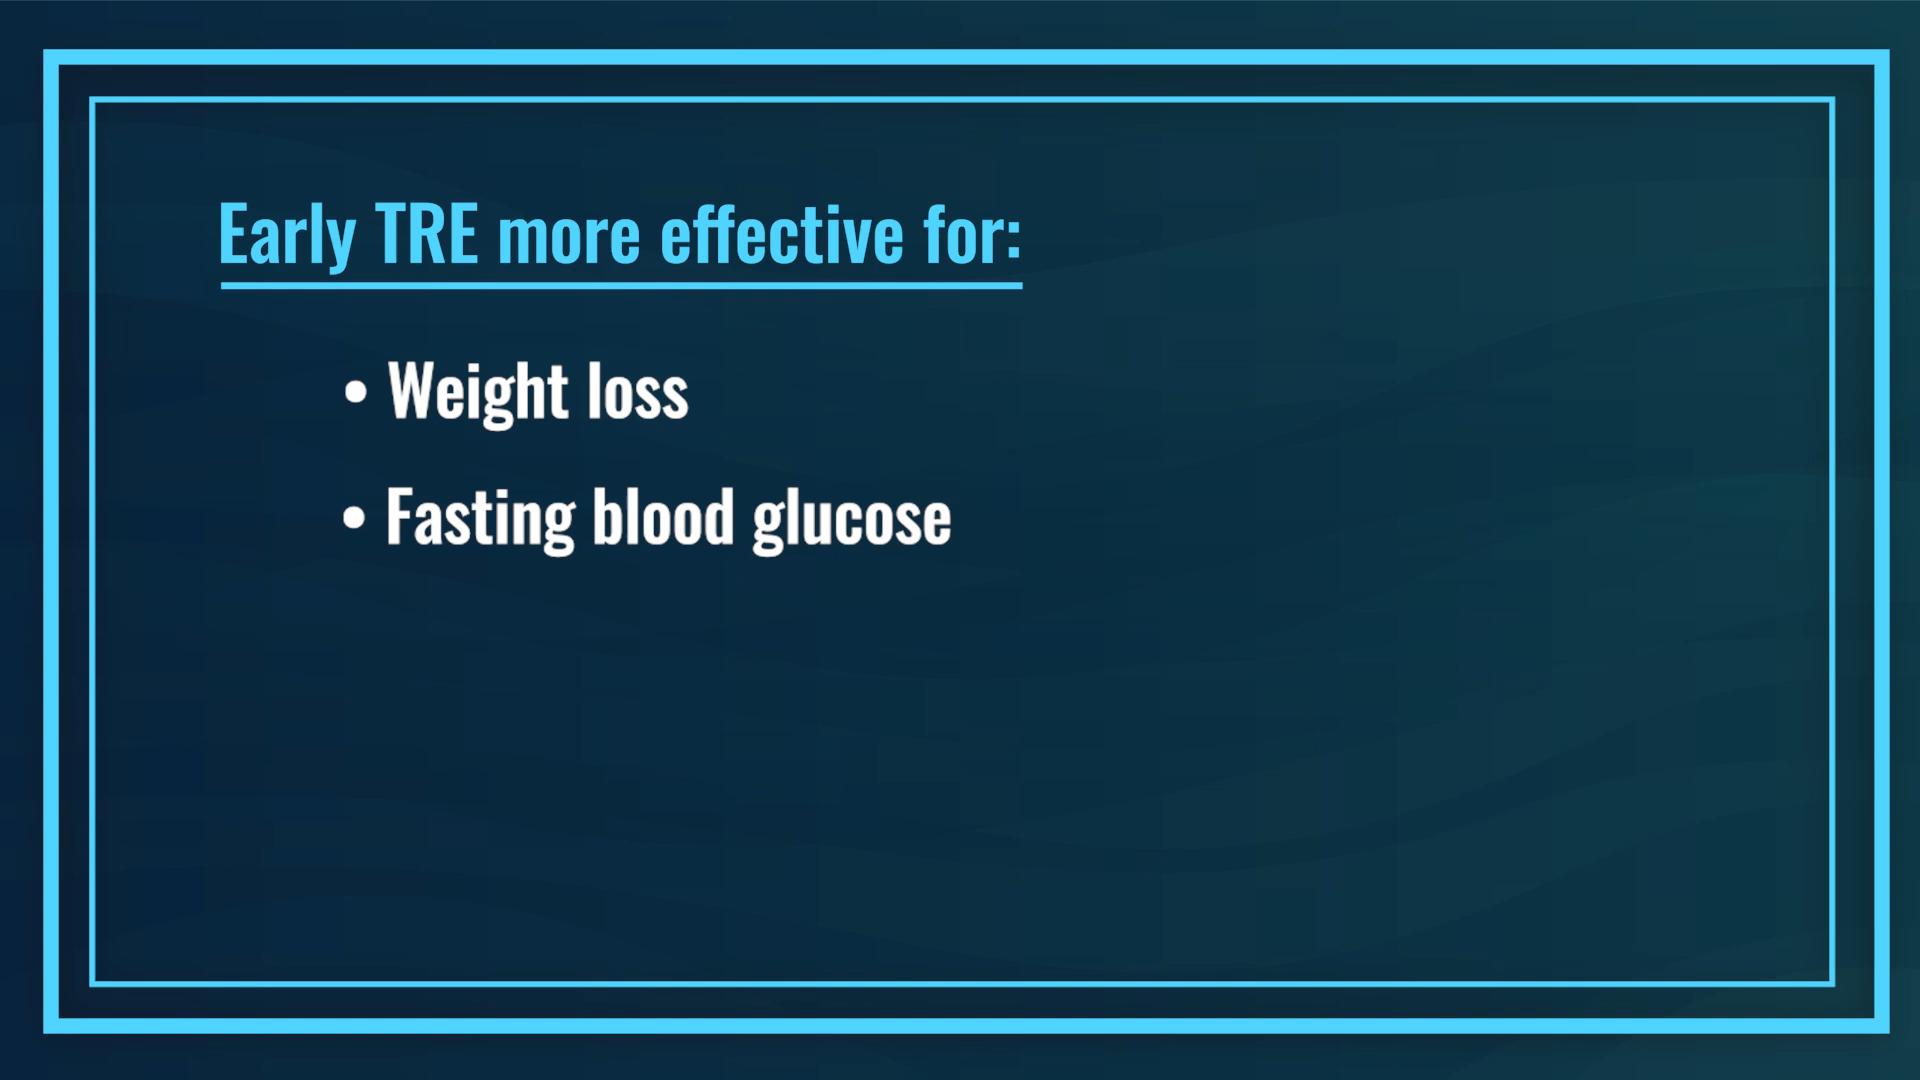 Early TRE more effective for:
• Weight loss
• Fasting blood glucose